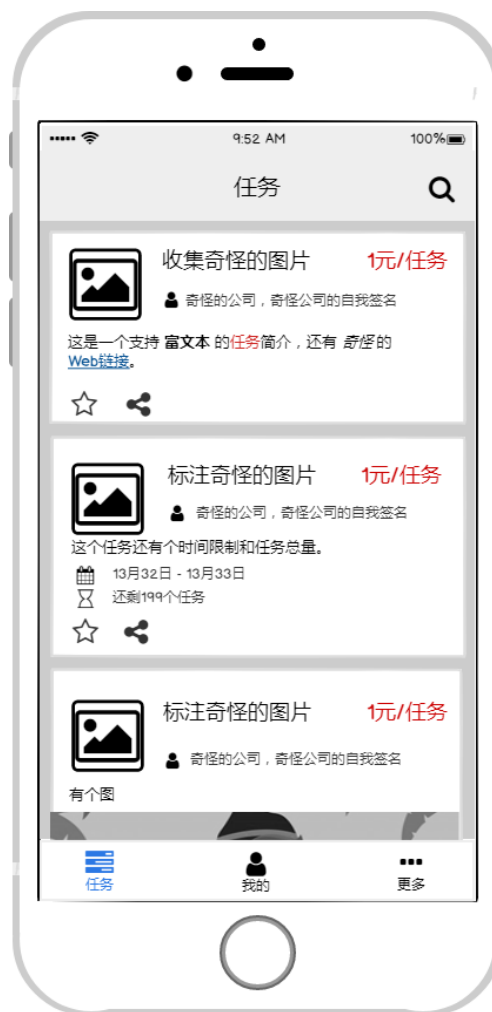 9:52 AM 100%
任务
收集奇怪的图片 1元/任务
奇怪的公司，奇怪公司的自我签名
这是一个支持 富文本 的任务简介，还有 奇怪 的
Web链接。
标注奇怪的图片 1元/任务
奇怪的公司，奇怪公司的自我签名
这个任务还有个时间限制和任务总量。
13月32日 - 13月33日
还剩199个任务
标注奇怪的图片 1元/任务
奇怪的公司，奇怪公司的自我签名
有个图
任务 我的 更多